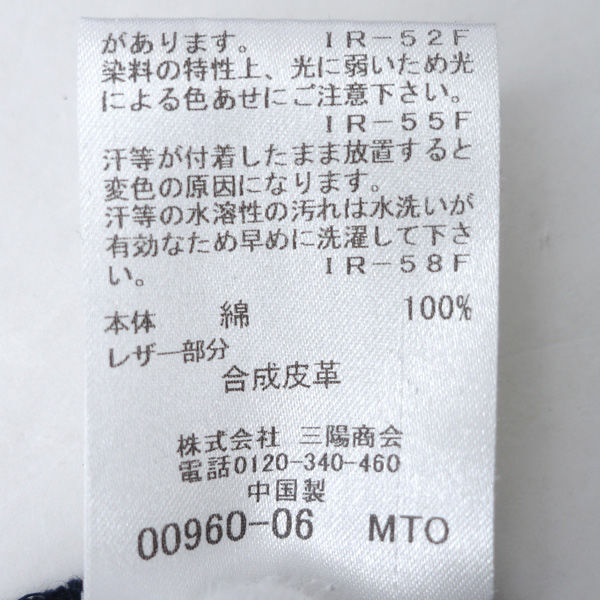 があります。 IR-52F
染料の特性上、光に弱いため光
による色あせにご注意下さい。
IR-55F
汗等が付着したまま放置すると
変色の原因になります。
汗等の水溶性の汚れは水洗いが
有効なため早めに洗濯して下さ
い。 IR-58F
本体 綿 100%
レザー部分
合成皮革
株式会社 三陽商会
電話0120-340-460
中国製
00960-06 MTO